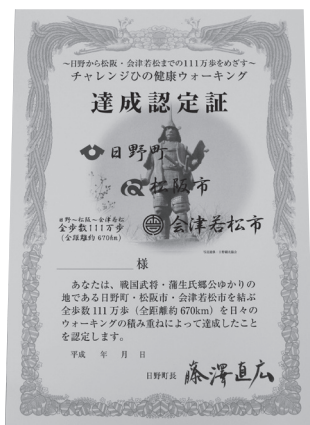 ～日野から松阪・会津若松までの111万歩をめざす～
チャレンジひの健康ウォーキング
達成認定証
日野町
松阪市
日野～松阪～会津若松
全歩数111万歩
(全距離約670km)
会津若松市
様
あなたは、戦国武将・蒲生氏郷公ゆかりの
地である日野町・松阪市・会津若松市を結ぶ
全歩数111万歩（全距離約670km）を日々の
ウォーキングの積み重ねによって達成したこと
を認定します。
平成　年　月　日
日野町長　藤澤直広